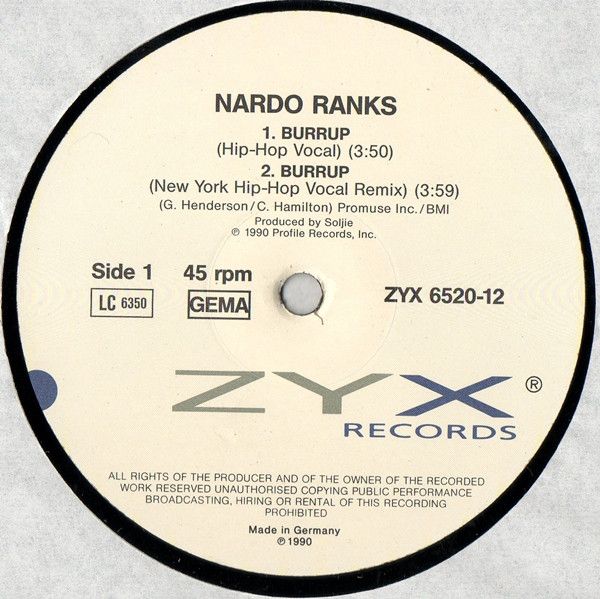 NARDO RANKS
1. BURRUP
(Hip-Hop Vocal) (3:50)
2. BURRUP
(New York Hip-Hop Vocal Remix) (3:59)
(G. Henderson/C. Hamilton) Promuse Inc./BMI
Produced by Soljie
℗ 1990 Profile Records, Inc.
Side 1 45 rpm
LC 6350 GEMA ZYX 6520-12
ZYX ®
RECORDS
ALL RIGHTS OF THE PRODUCER AND OF THE OWNER OF THE RECORDED
WORK RESERVED UNAUTHORISED COPYING PUBLIC PERFORMANCE
BROADCASTING, HIRING OR RENTAL OF THIS RECORDING
PROHIBITED
Made in Germany
℗ 1990